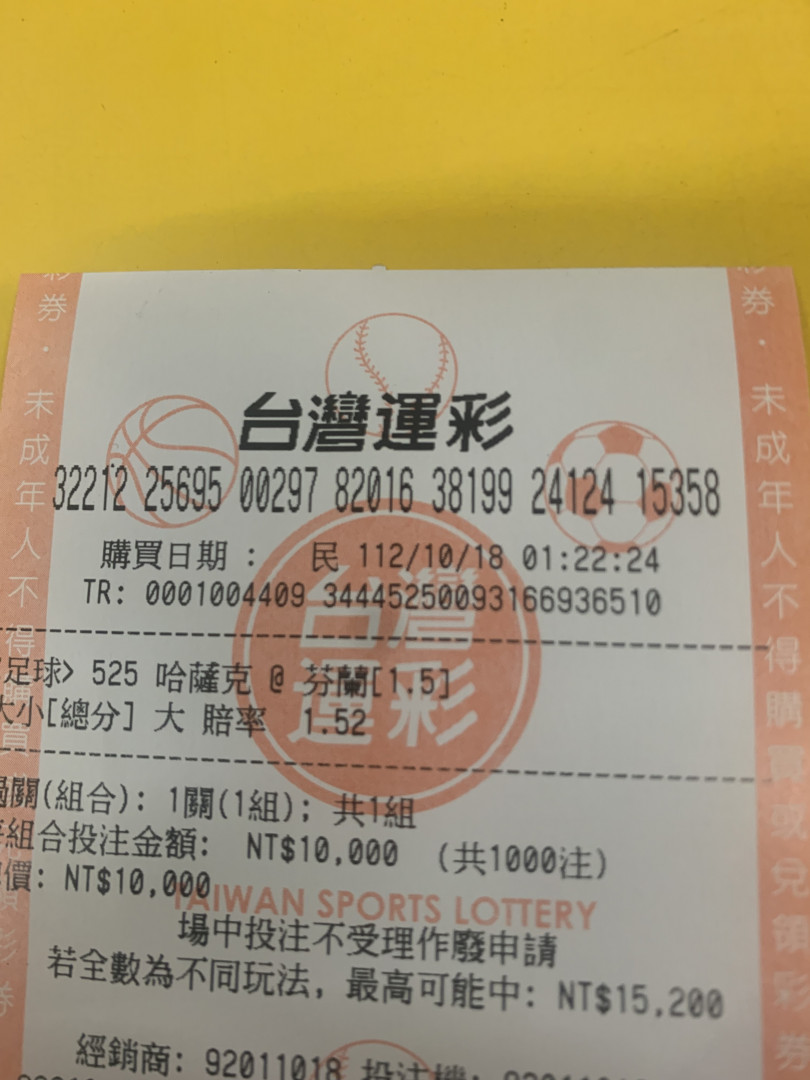 台灣運彩
32212 25695 00297 82016 38199 24124 15358
購買日期： 民 112/10/18 01:22:24
TR: 0001004409 34445250093166936510
足球> 525 哈薩克 @ 芬蘭[1.5]
大小[總分] 大 賠率 1.52
過關(組合): 1關(1組); 共1組
組合投注金額: NT$10,000 (共1000注)
價: NT$10,000
TAIWAN SPORTS LOTTERY
場中投注不受理作廢申請
若全數為不同玩法, 最高可能中: NT$15,200
經銷商: 92011018 投注機:
彩券．未成年人不得購買
彩券．未成年人不得購買或兌領彩券
台灣運彩